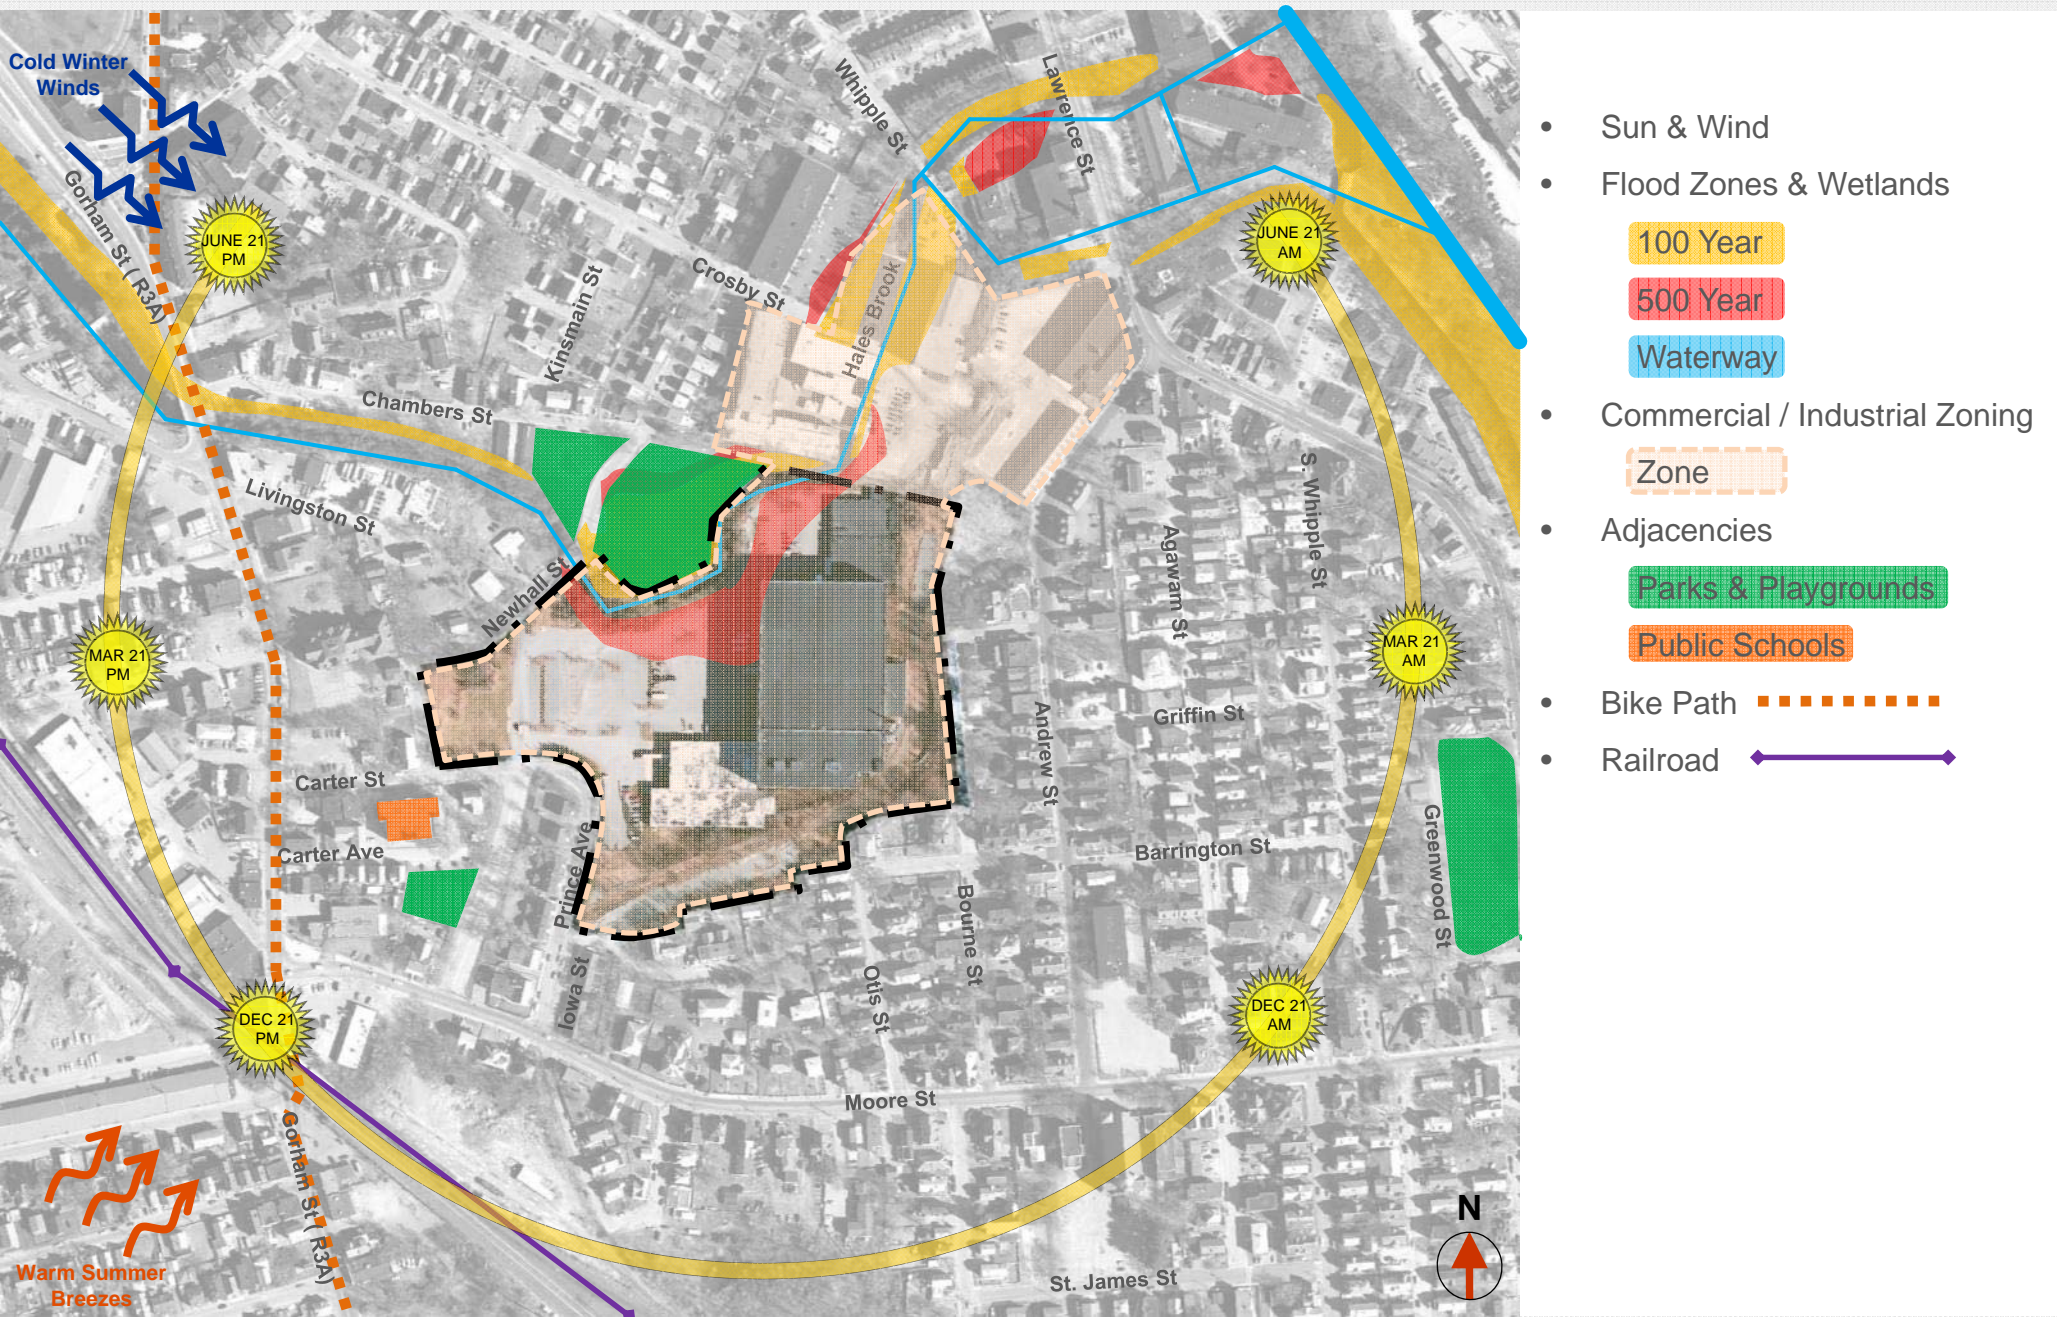 Cold Winter
Winds
Whipple St
Lawrence St
Gorham St ( R3A)
JUNE 21
PM
JUNE 21
AM
Crosby St
Kinsmain St
Hales Brook
Chambers St
Livingston St
S. Whipple St
Agawam St
Newhall St
MAR 21
PM
MAR 21
AM
Andrew St
Griffin St
Carter St
Carter Ave
Prince Ave
Barrington St
Greenwood St
Bourne St
Otis St
Iowa St
DEC 21
PM
DEC 21
AM
Moore St
Gorham St ( R3A)
Warm Summer
Breezes
St. James St
N
• Sun & Wind
• Flood Zones & Wetlands
100 Year
500 Year
Waterway
• Commercial / Industrial Zoning
Zone
• Adjacencies
Parks & Playgrounds
Public Schools
• Bike Path
• Railroad